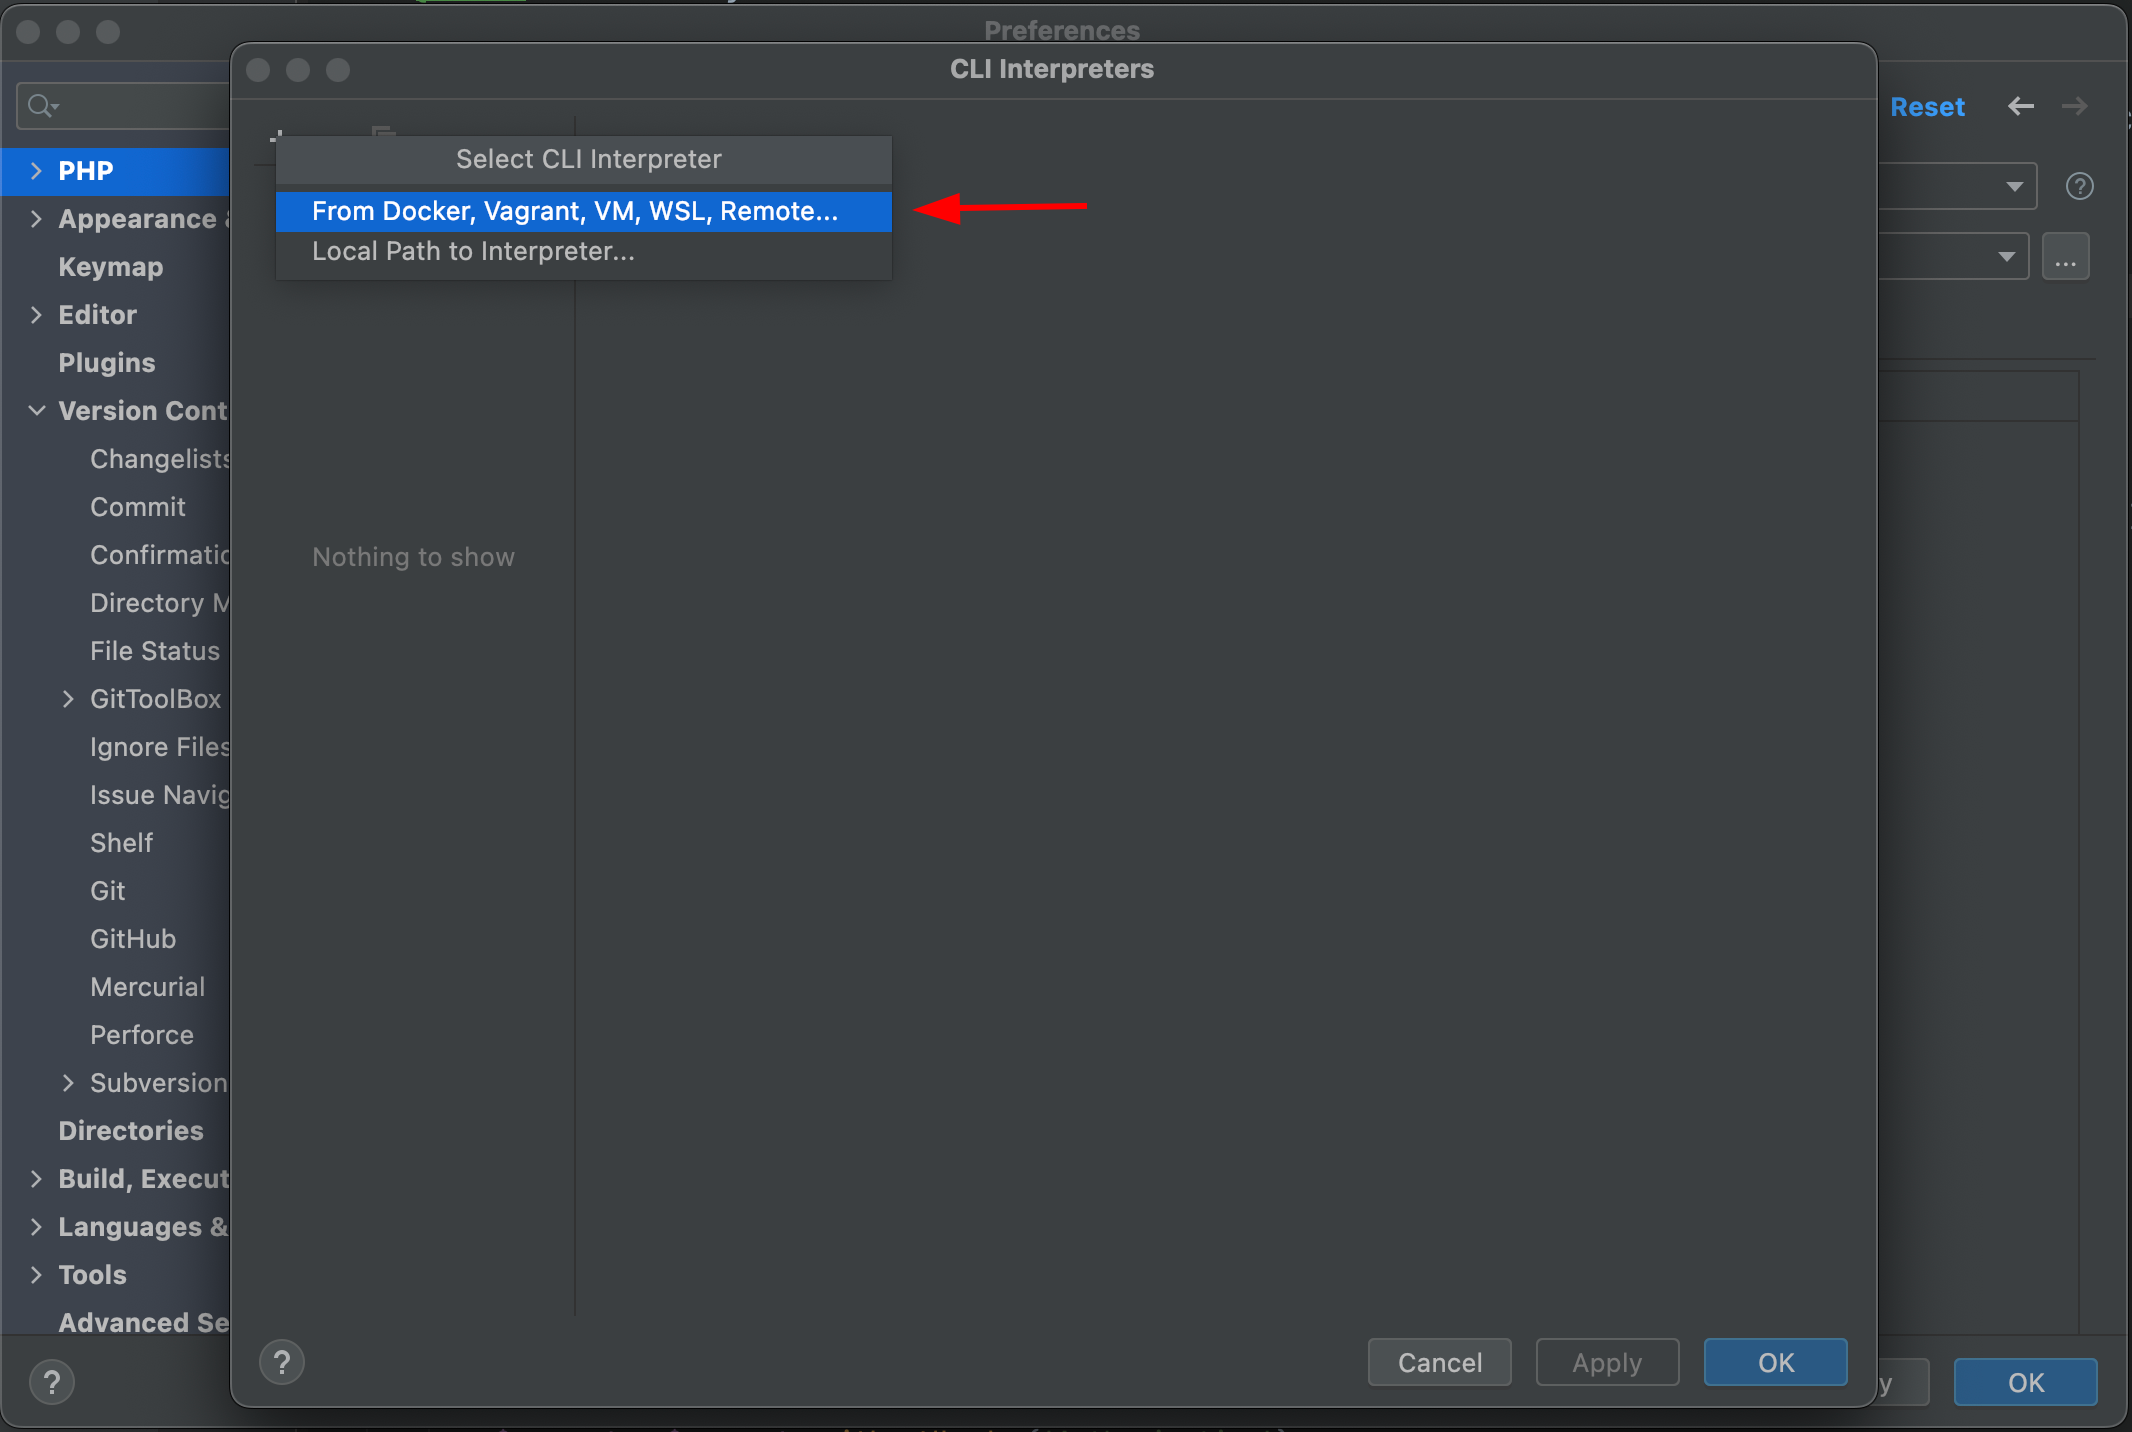 Preferences
CLI Interpreters
Reset
PHP
Select CLI Interpreter
From Docker, Vagrant, VM, WSL, Remote...
Local Path to Interpreter...
...
Appearance
Keymap
Editor
Plugins
Version Cont
Changelists
Commit
Confirmatic
Nothing to show
Directory M
File Status
GitToolBox
Ignore Files
Issue Navig
Shelf
Git
GitHub
Mercurial
Perforce
Subversion
Directories
Build, Execut
Languages &
Tools
Advanced Se
?
Cancel
Apply
OK
?
y
OK